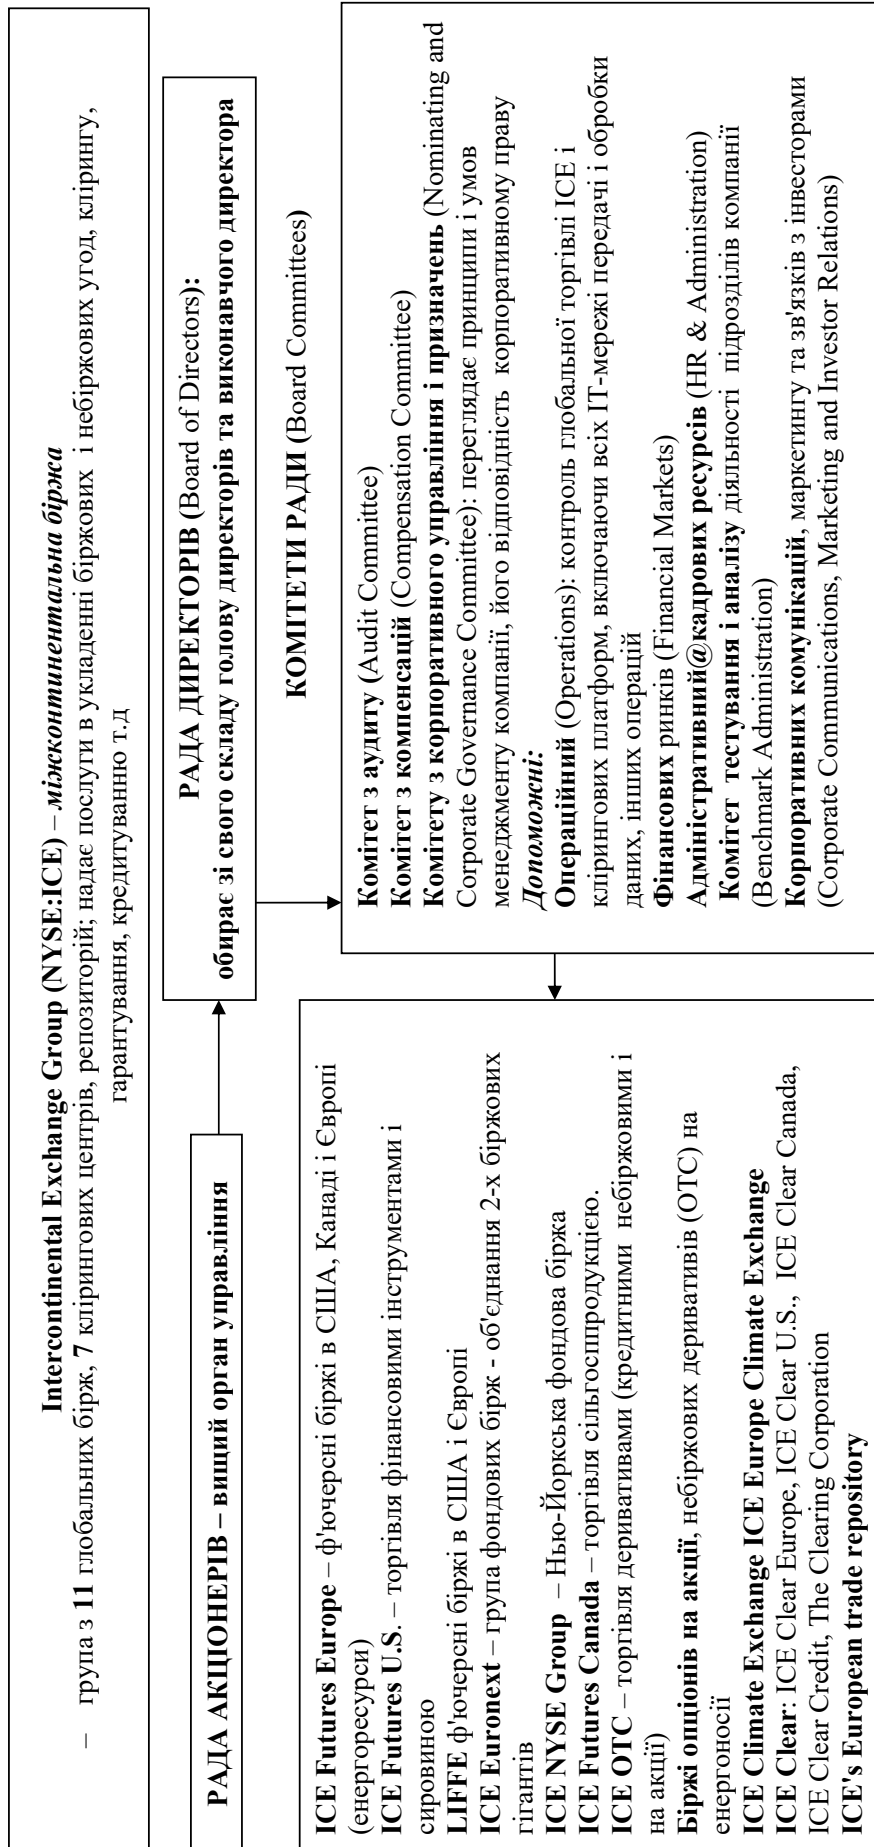 Intercontinental Exchange Group (NYSE:ICE) – міжконтинентальна біржа
– група з 11 глобальних бірж, 7 клірингових центрів, репозиторій; надає послуги в укладенні біржових і небіржових угод, клірингу,
гарантування, кредитуванню т.д
РАДА АКЦІОНЕРІВ – вищий орган управління
РАДА ДИРЕКТОРІВ (Board of Directors):
обирає зі свого складу голову директорів та виконавчого директора
КОМІТЕТИ РАДИ (Board Committees)
ICE Futures Europe – ф'ючерсні біржі в США, Канаді і Європі
(енергоресурси)
ICE Futures U.S. – торгівля фінансовими інструментами і
сировиною
LIFFE ф'ючерсні біржі в США і Європі
ICE Euronext – група фондових бірж - об'єднання 2-х біржових
гігантів
ICE NYSE Group – Нью-Йоркська фондова біржа
ICE Futures Canada – торгівля сільгосппродукцією.
ICE OTC – торгівля деривативами (кредитними небіржовими і
на акції)
Біржі опціонів на акції, небіржових деривативів (ОТС) на
енергоносії
ICE Climate Exchange ICE Europe Climate Exchange
ICE Clear: ICE Clear Europe, ICE Clear U.S., ICE Clear Canada,
ICE Clear Credit, The Clearing Corporation
ICE's European trade repository
Комітет з аудиту (Audit Committee)
Комітет з компенсацій (Compensation Committee)
Комітету з корпоративного управління і призначень (Nominating and
Corporate Governance Committee): переглядає принципи і умов
менеджменту компанії, його відповідність корпоративному праву
Допоможні:
Операційний (Operations): контроль глобальної торгівлі ICE і
клірингових платформ, включаючи всіх ІТ-мережі передачі і обробки
даних, інших операцій
Фінансових ринків (Financial Markets)
Адміністративний@кадрових ресурсів (HR & Administration)
Комітет тестування і аналізу діяльності підрозділів компанії
(Benchmark Administration)
Корпоративних комунікацій, маркетингу та зв'язків з інвесторами
(Corporate Communications, Marketing and Investor Relations)